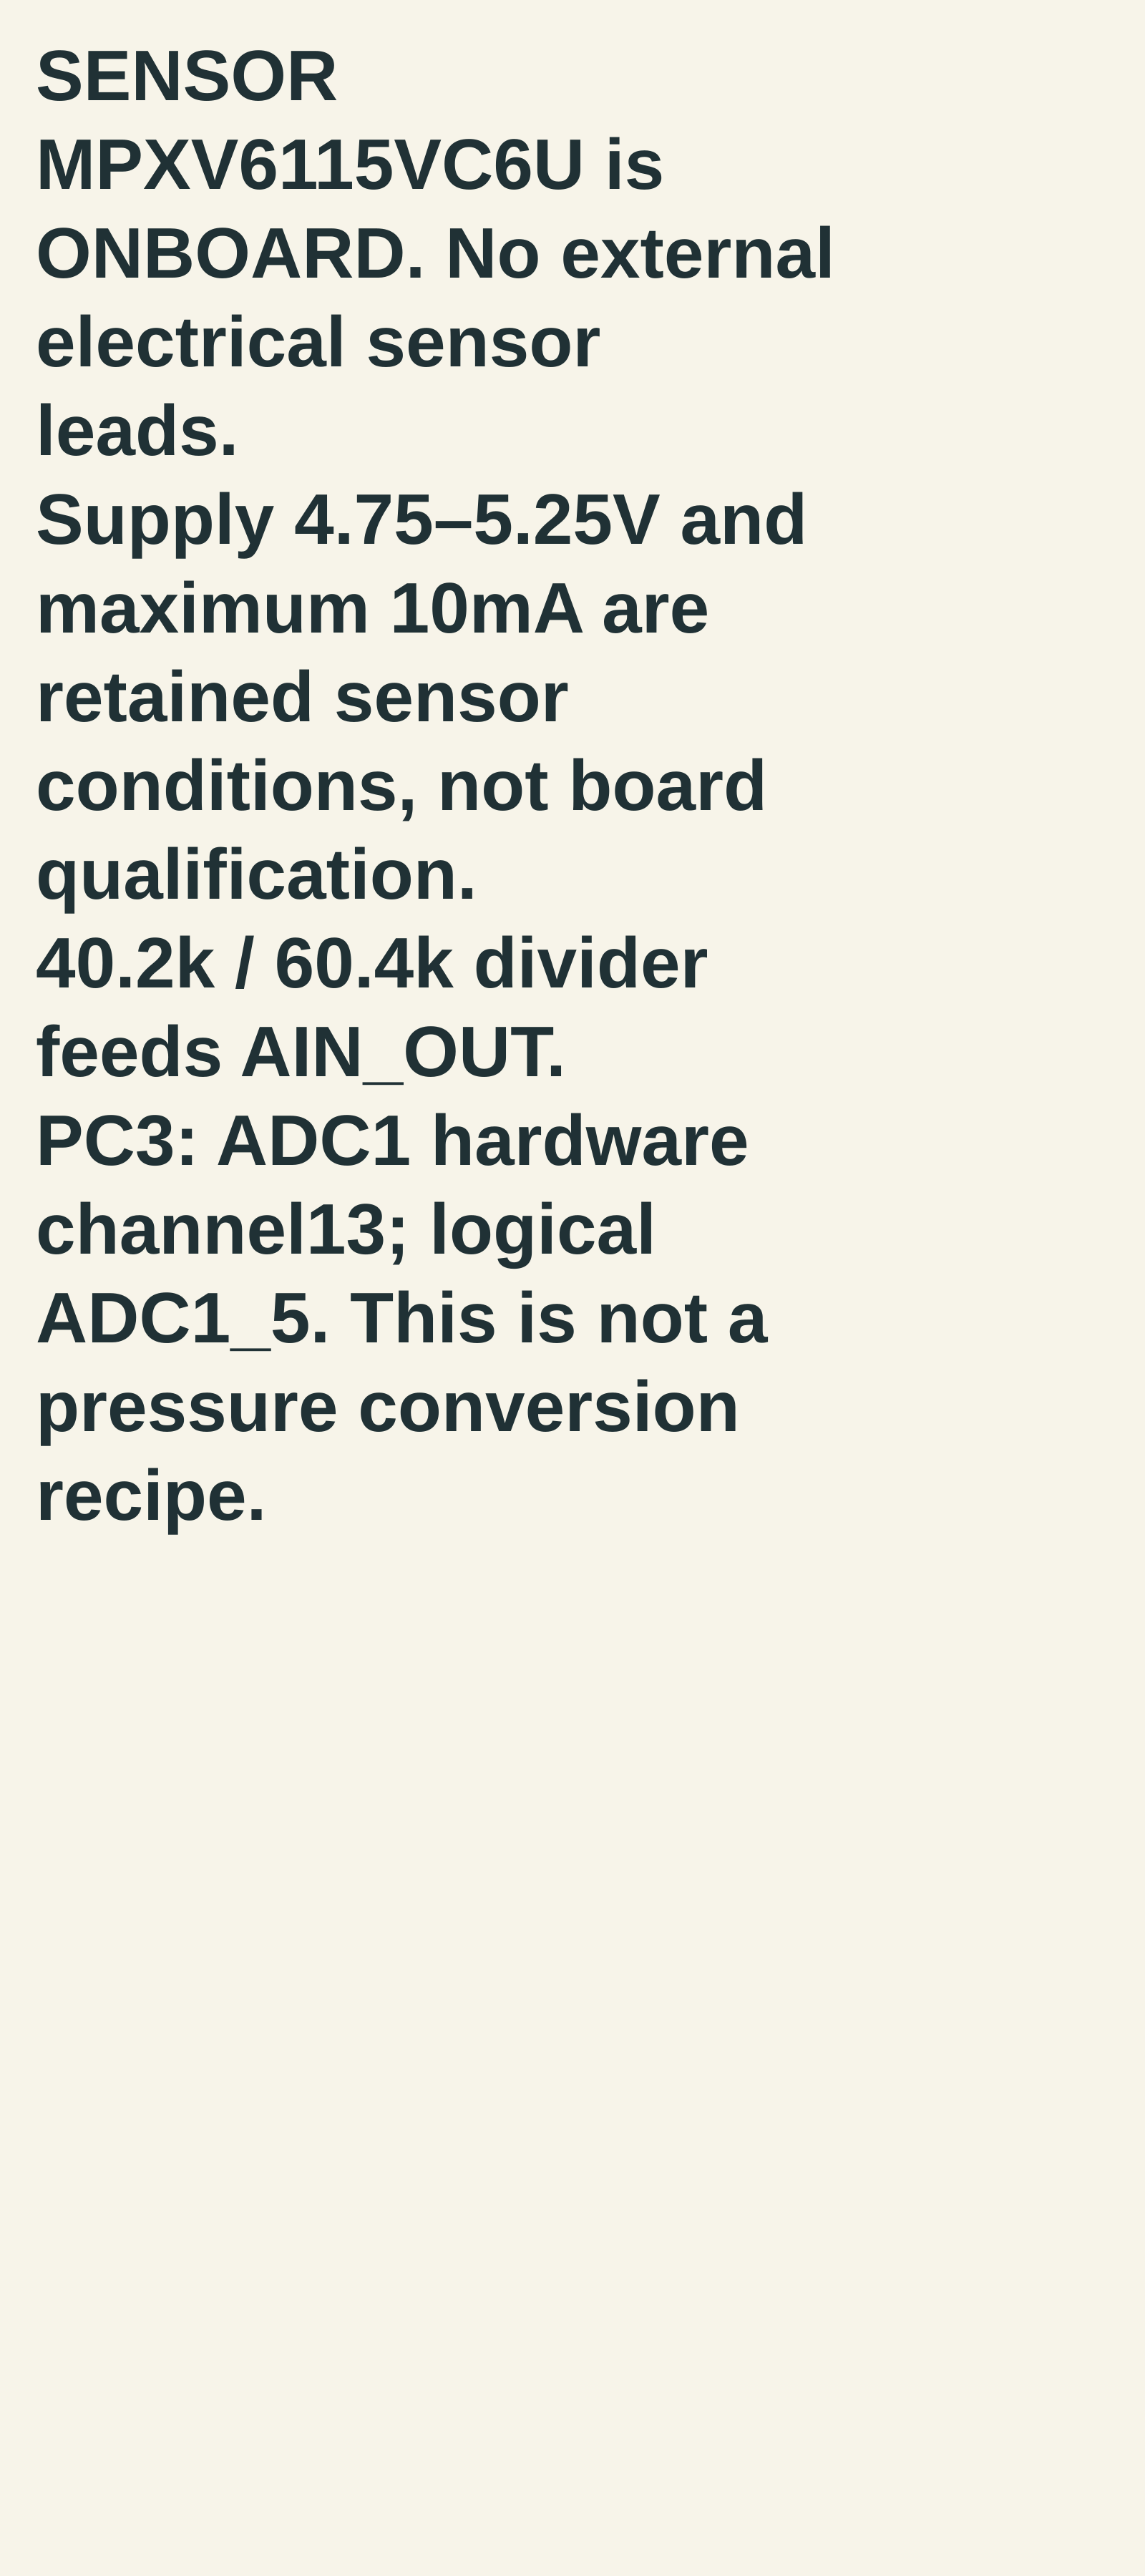 SENSOR
MPXV6115VC6U is
ONBOARD. No external
electrical sensor
leads.
Supply 4.75–5.25V and
maximum 10mA are
retained sensor
conditions, not board
qualification.
40.2k / 60.4k divider
feeds AIN_OUT.
PC3: ADC1 hardware
channel13; logical
ADC1_5. This is not a
pressure conversion
recipe.